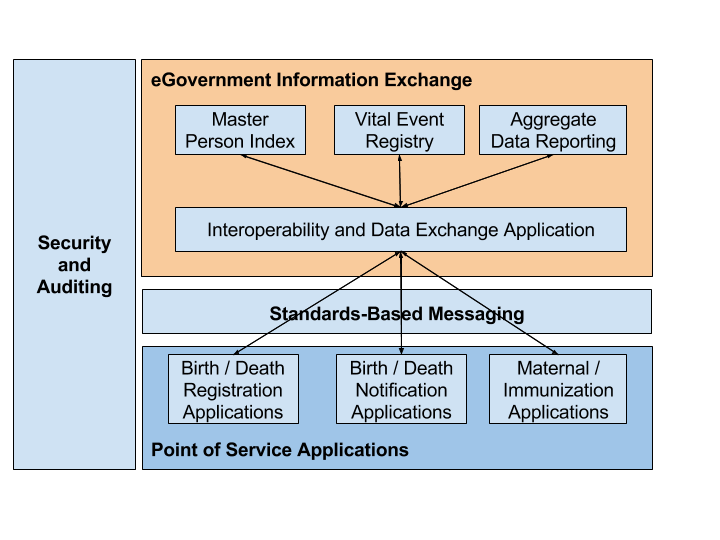 eGovernment Information Exchange
Master
Person Index
Vital Event
Registry
Aggregate
Data Reporting
Interoperability and Data Exchange Application
Security
and
Auditing
Standards-Based Messaging
Birth / Death
Registration
Applications
Birth / Death
Notification
Applications
Maternal /
Immunization
Applications
Point of Service Applications